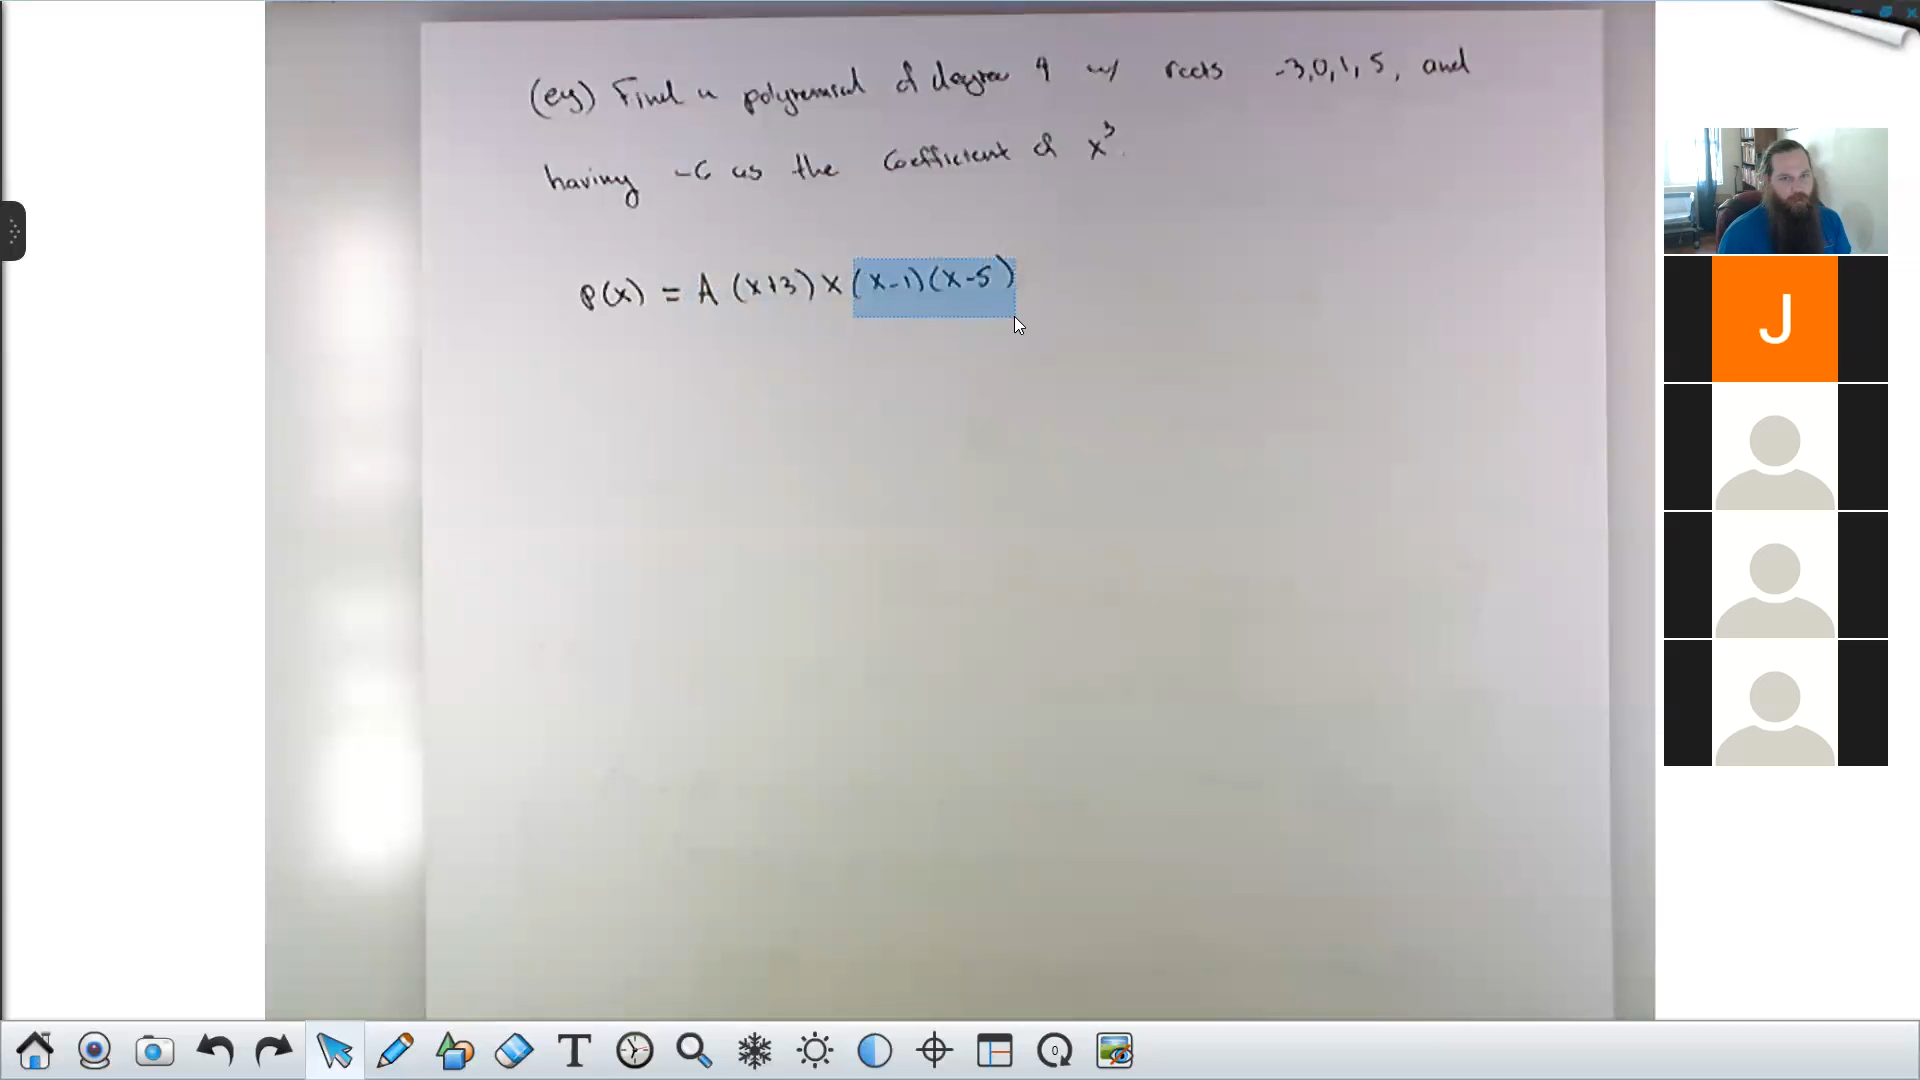 (eg) Find a polynomial of degree 4 w/ roots -3,0,1,5, and
having -6 as the coefficient of x³.
p(x) = A (x+3) x (x-1)(x-5)
J
T
0